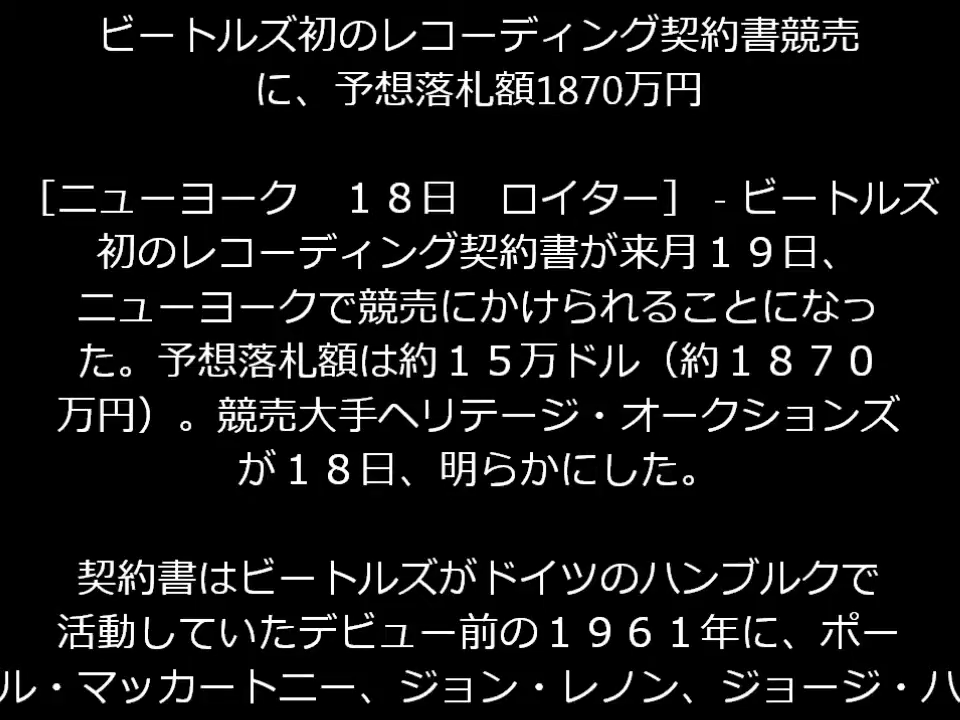 ビートルズ初のレコーディング契約書競売
に、予想落札額1870万円
［ニューヨーク　１８日　ロイター］ - ビートルズ
初のレコーディング契約書が来月１９日、
ニューヨークで競売にかけられることになっ
た。予想落札額は約１５万ドル（約１８７０
万円）。競売大手ヘリテージ・オークションズ
が１８日、明らかにした。
契約書はビートルズがドイツのハンブルクで
活動していたデビュー前の１９６１年に、ポー
ル・マッカートニー、ジョン・レノン、ジョージ・ハ